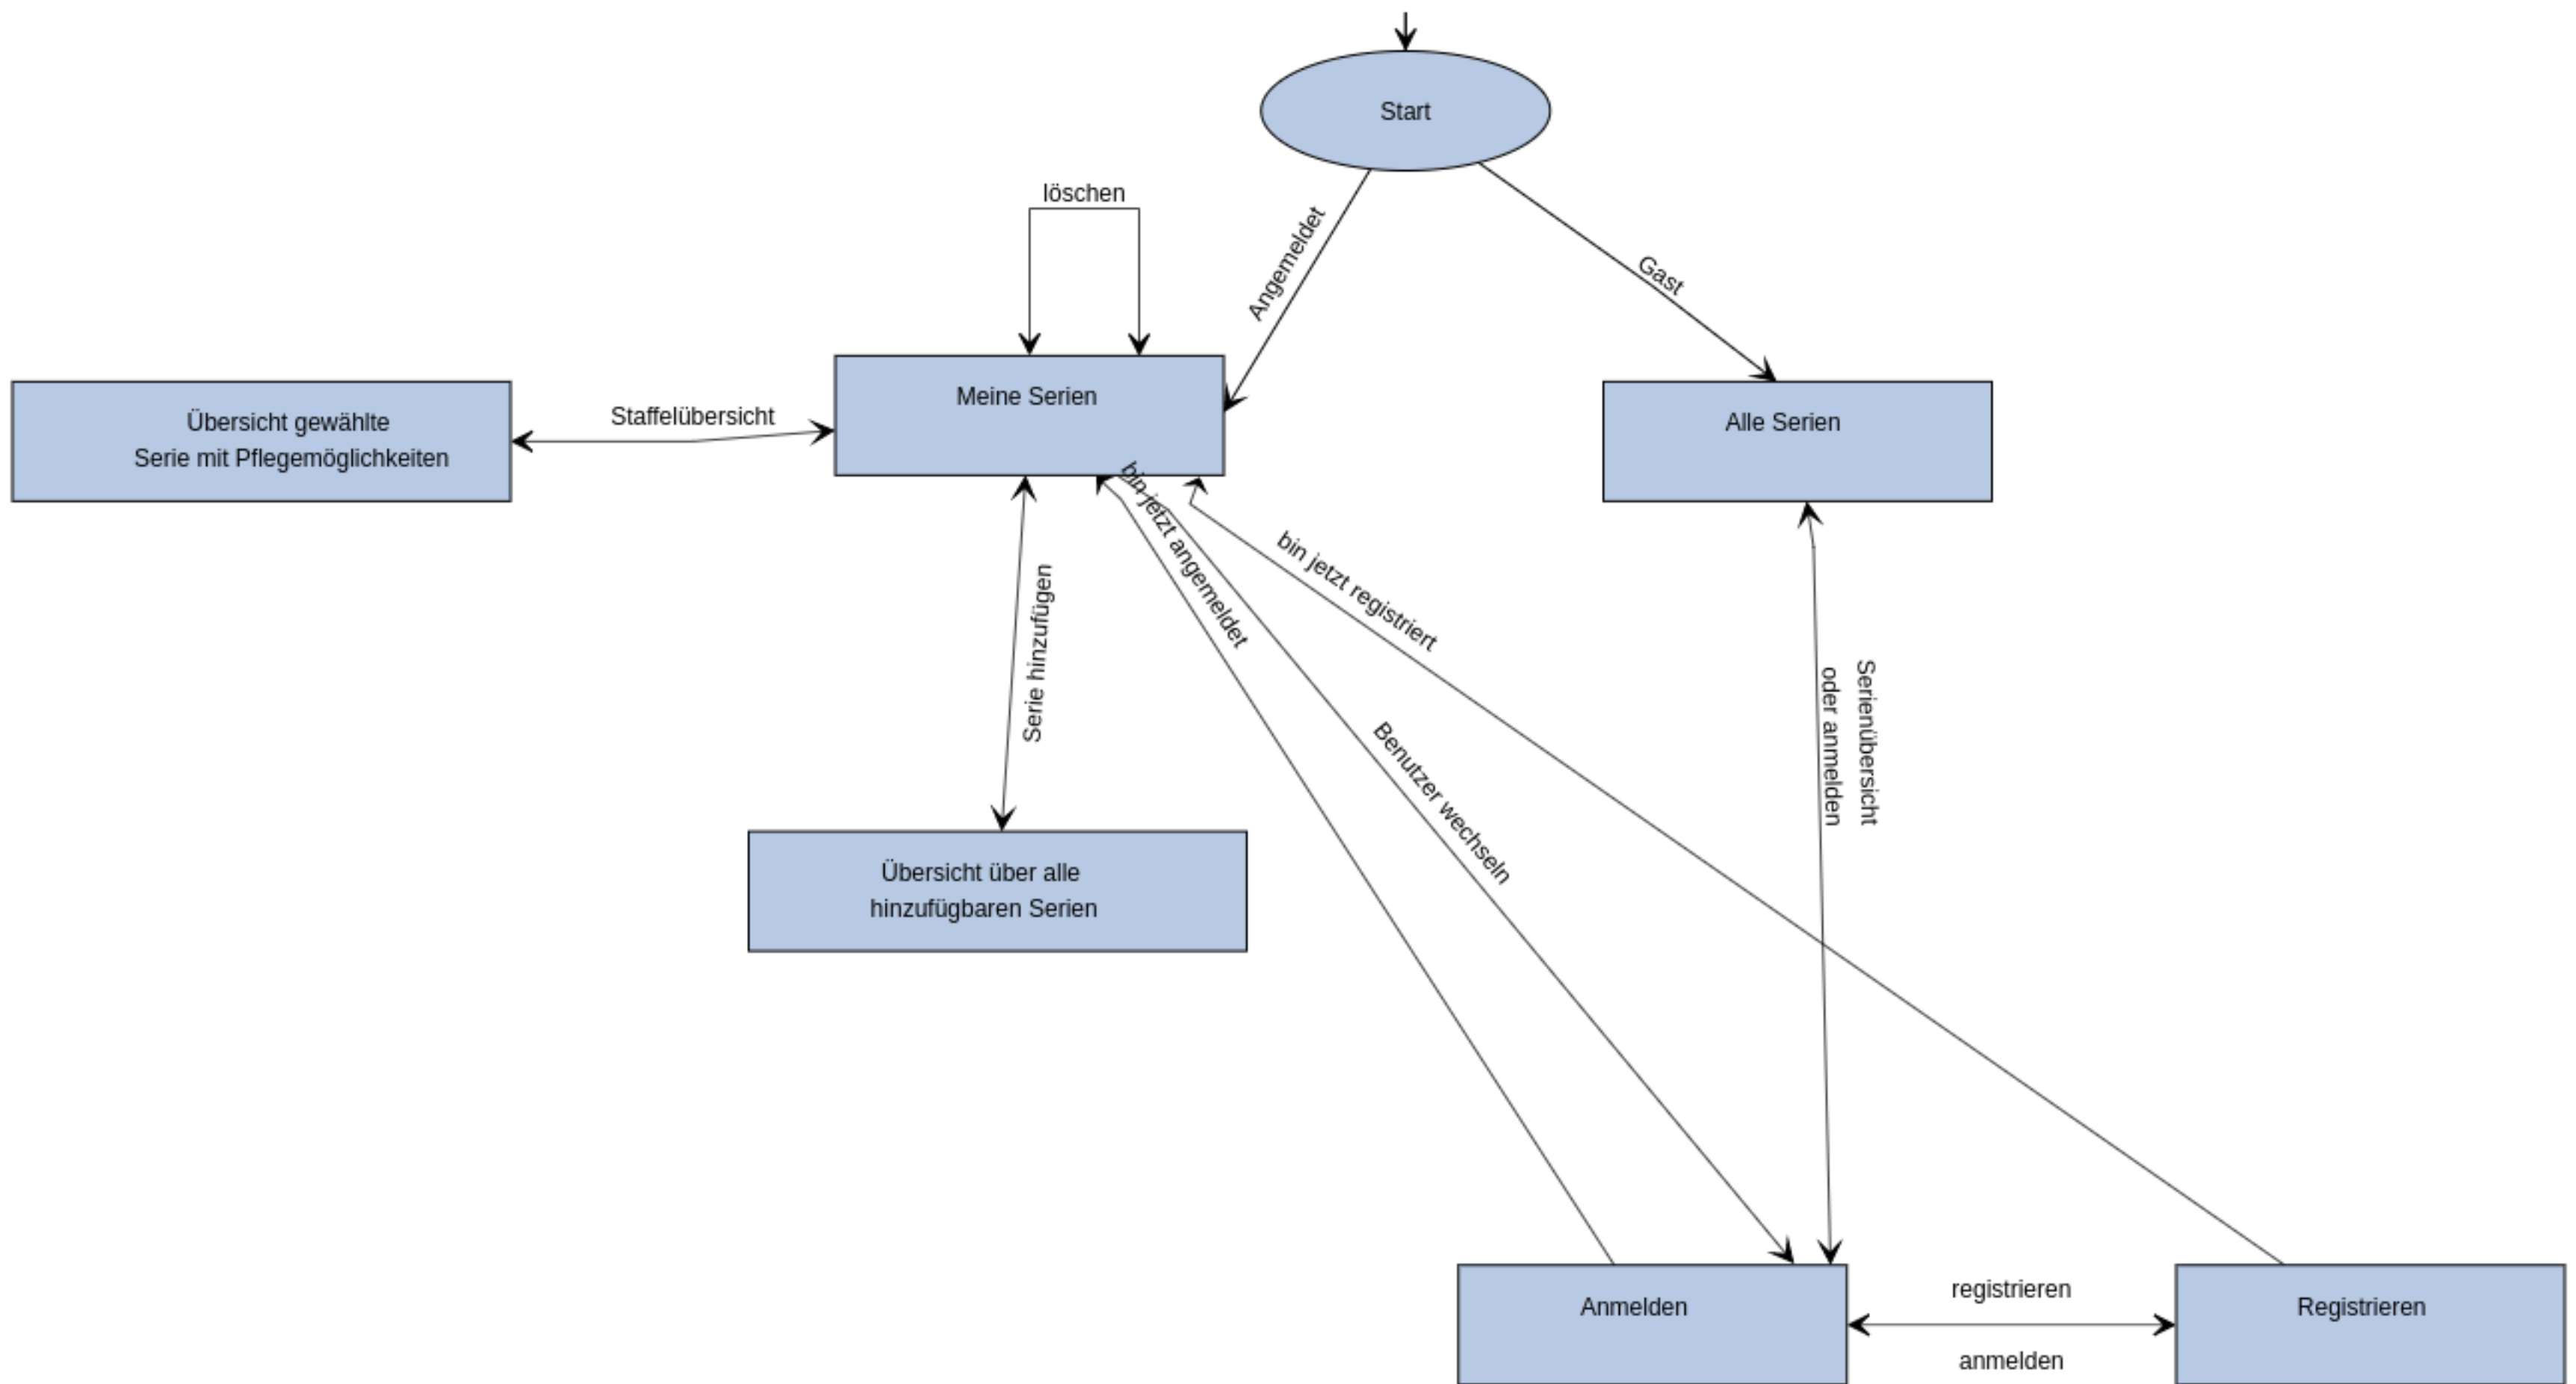 Start
löschen
Angemeldet
Gast
Meine Serien
Alle Serien
Übersicht gewählte
Serie mit Pflegemöglichkeiten
Staffelübersicht
bin jetzt angemeldet
bin jetzt registriert
Serie hinzufügen
Benutzer wechseln
Serienübersicht
oder anmelden
Übersicht über alle
hinzufügbaren Serien
Anmelden
registrieren
anmelden
Registrieren